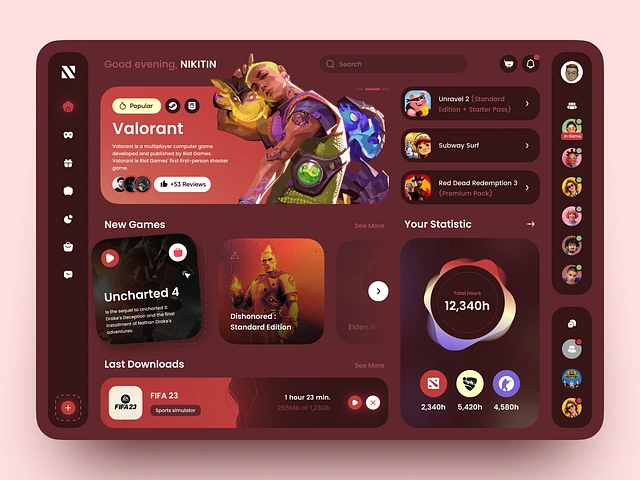 Good evening, NIKITIN
Search
Popular
Valorant
Valorant is a multiplayer computer game
developed and published by Riot Games.
Valorant is Riot Games' first first-person shooter
game.
+53 Reviews
Unravel 2 (Standard
Edition + Starter Pass)
Subway Surf
Red Dead Redemption 3
(Premium Pack)
In Game
New Games
See More
Uncharted 4
Is the sequel to Uncharted 3:
Drake's Deception and the final
installment of Nathan Drake's
adventures.
Dishonored :
Standard Edition
Elden
Your Statistic
Total hours
12,340h
2,340h
5,420h
4,580h
Last Downloads
See More
FIFA 23
FIFA 23
Sports simulator
1 hour 23 min.
265Mb of 1,23Gb